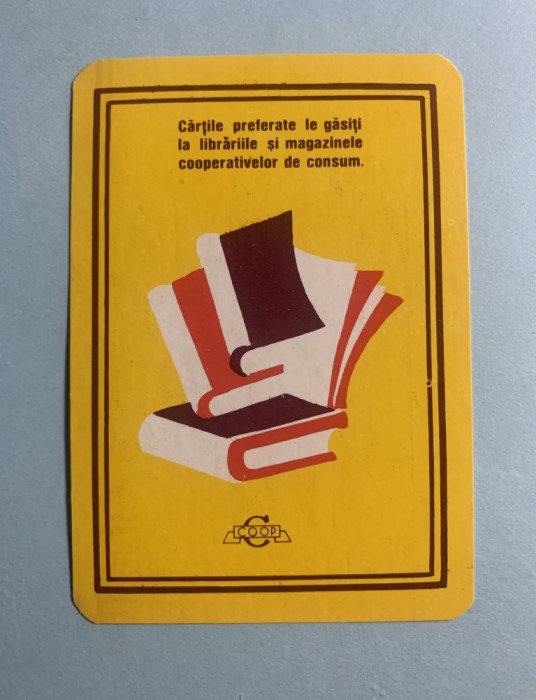 Cărțile preferate le găsiți
la librăriile și magazinele
cooperativelor de consum.
COOP